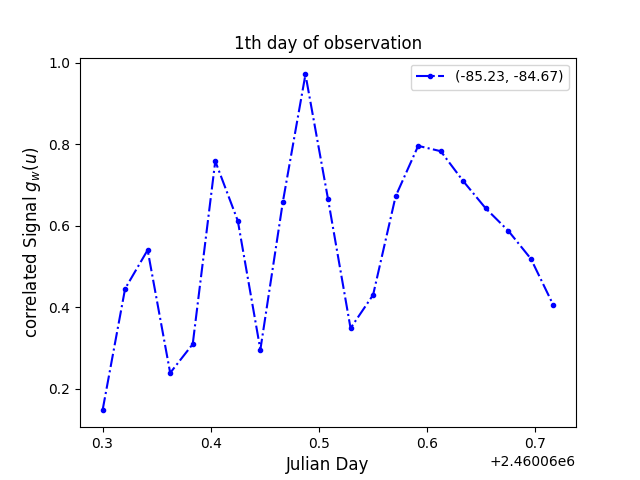 1th day of observation
(-85.23, -84.67)
correlated Signal $g_w(u)$
1.0
0.8
0.6
0.4
0.2
0.3 0.4 0.5 0.6 0.7
+2.46006e6
Julian Day